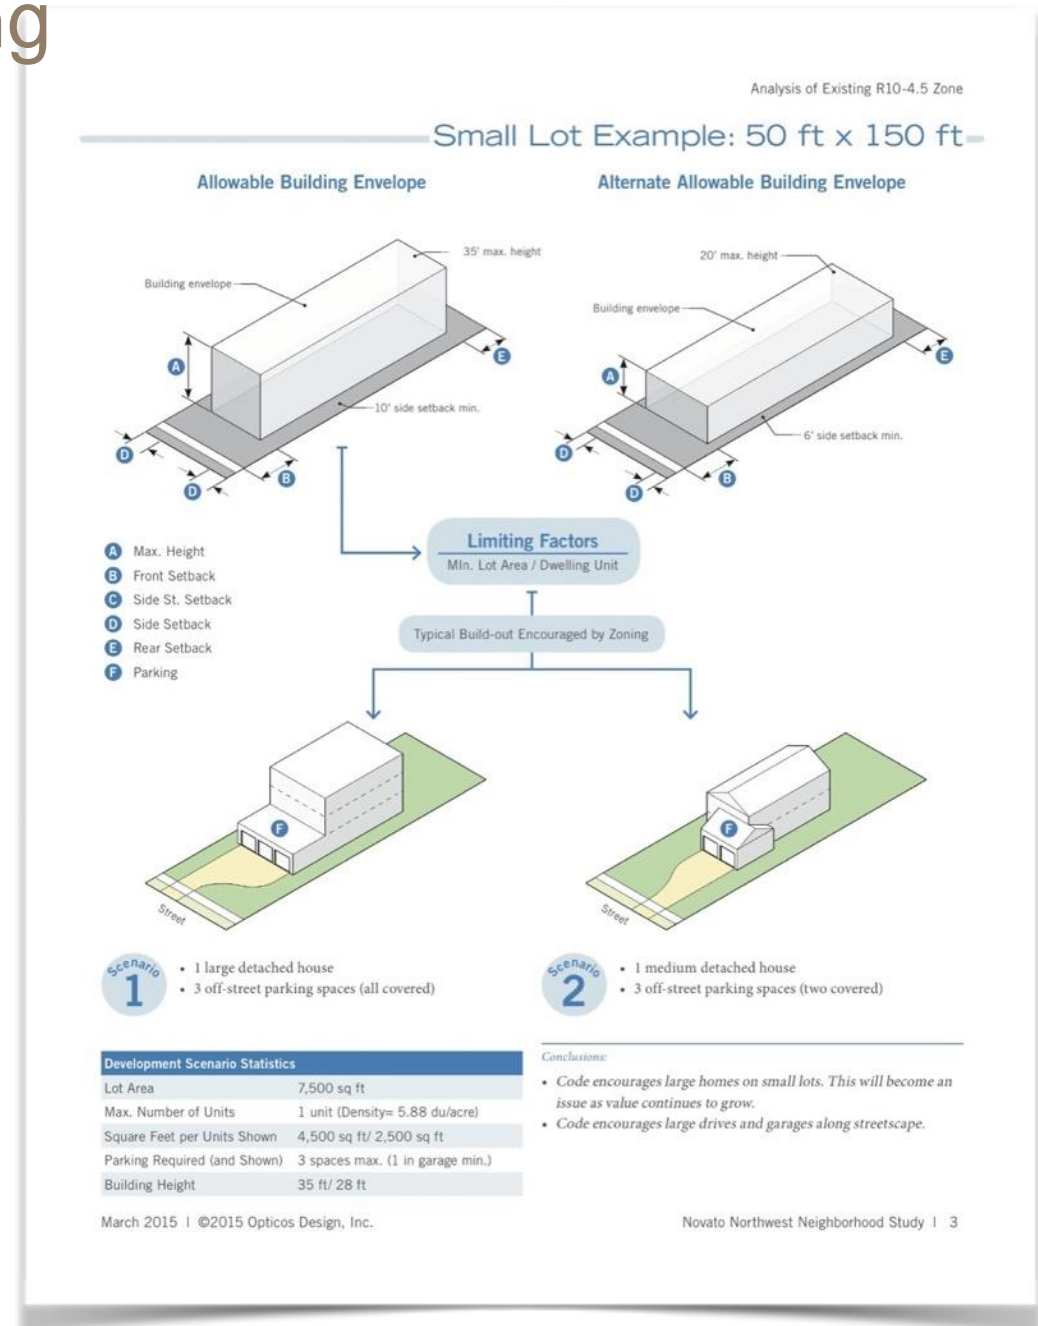 Analysis of Existing R10-4.5 Zone
Small Lot Example: 50 ft x 150 ft
Allowable Building Envelope
Alternate Allowable Building Envelope
35' max. height
Building envelope
A
E
10' side setback min.
D
D
B
20' max. height
Building envelope
A
E
6' side setback min.
D
D
B
A Max. Height
B Front Setback
C Side St. Setback
D Side Setback
E Rear Setback
F Parking
Limiting Factors
MIn. Lot Area / Dwelling Unit
Typical Build-out Encouraged by Zoning
F
Street
F
Street
Scenario
1
• 1 large detached house
• 3 off-street parking spaces (all covered)
Scenario
2
• 1 medium detached house
• 3 off-street parking spaces (two covered)
Development Scenario Statistics
Lot Area 7,500 sq ft
Max. Number of Units 1 unit (Density= 5.88 du/acre)
Square Feet per Units Shown 4,500 sq ft/ 2,500 sq ft
Parking Required (and Shown) 3 spaces max. (1 in garage min.)
Building Height 35 ft/ 28 ft
Conclusions:
• Code encourages large homes on small lots. This will become an
issue as value continues to grow.
• Code encourages large drives and garages along streetscape.
March 2015 | ©2015 Opticos Design, Inc.
Novato Northwest Neighborhood Study | 3